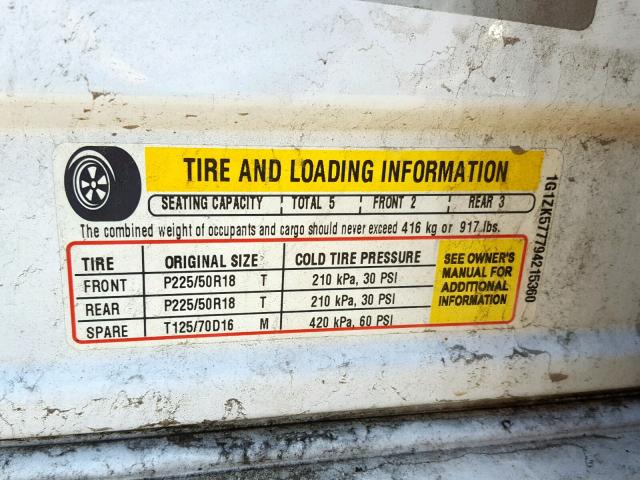 TIRE AND LOADING INFORMATION
SEATING CAPACITY TOTAL 5 FRONT 2 REAR 3
The combined weight of occupants and cargo should never exceed 416 kg or 917 lbs.
TIRE ORIGINAL SIZE COLD TIRE PRESSURE
FRONT P225/50R18 T 210 kPa, 30 PSI
REAR P225/50R18 T 210 kPa, 30 PSI
SPARE T125/70D16 M 420 kPa, 60 PSI
SEE OWNER'S
MANUAL FOR
ADDITIONAL
INFORMATION
1G1ZK577794215360